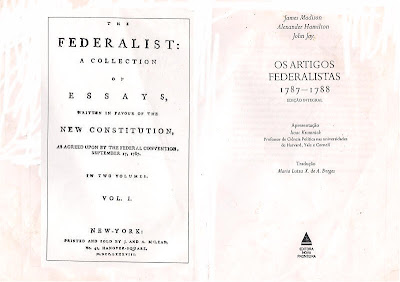 THE
FEDERALIST:
A COLLECTION
OF
ESSAYS,
WRITTEN IN FAVOUR OF THE
NEW CONSTITUTION,
AS AGREED UPON BY THE FEDERAL CONVENTION,
SEPTEMBER 17, 1787.
IN TWO VOLUMES.
VOL. I.
NEW-YORK:
PRINTED AND SOLD BY J. AND A. M'LEAN,
No. 41, HANOVER-SQUARE.
M,DCC,LXXXVIII.
James Madison
Alexander Hamilton
John Jay,
OS ARTIGOS
FEDERALISTAS
1787–1788
EDIÇÃO INTEGRAL
Apresentação
Isaac Kramnick
Professor de Ciência Política nas universidades
de Harvard, Yale e Cornell
Tradução
Maria Luiza X. de A. Borges
EDITORA
NOVA
FRONTEIRA